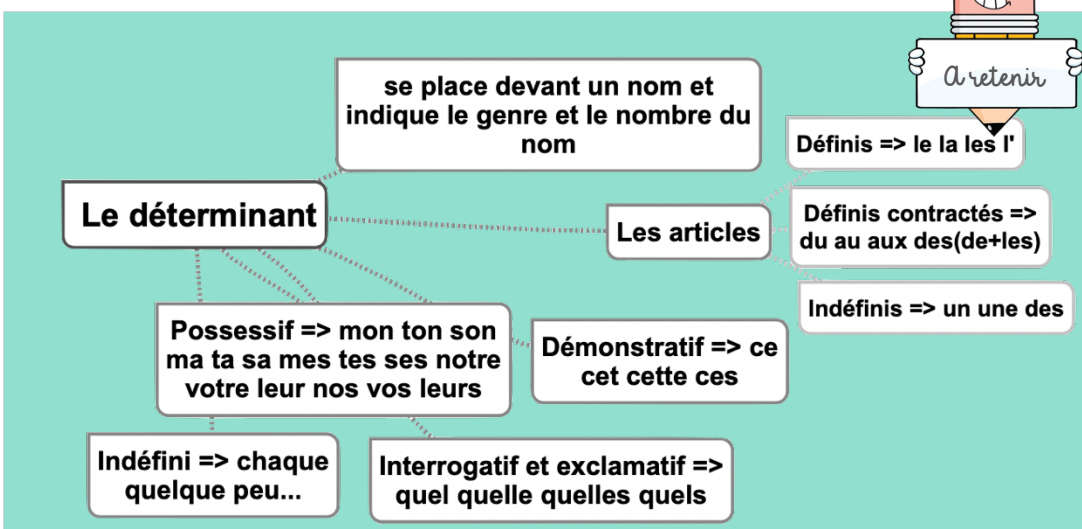 A retenir
se place devant un nom et
indique le genre et le nombre du
nom
Définis => le la les l'
Le déterminant
Les articles
Définis contractés =>
du au aux des(de+les)
Indéfinis => un une des
Possessif => mon ton son
ma ta sa mes tes ses notre
votre leur nos vos leurs
Démonstratif => ce
cet cette ces
Indéfini => chaque
quelque peu...
Interrogatif et exclamatif =>
quel quelle quelles quels